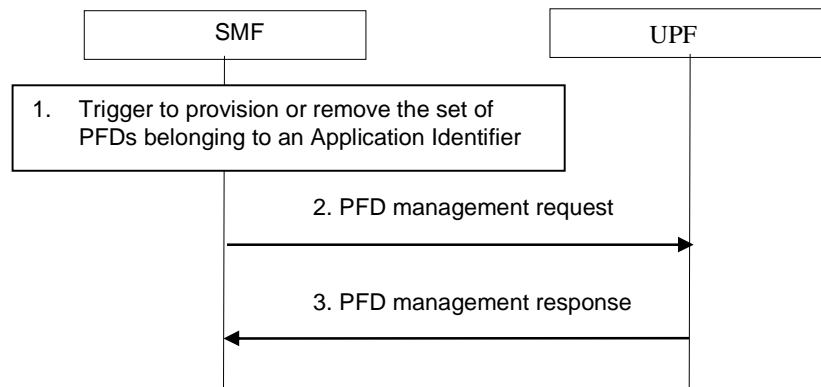 SMF
UPF
1. Trigger to provision or remove the set of
PFDs belonging to an Application Identifier
2. PFD management request
3. PFD management response